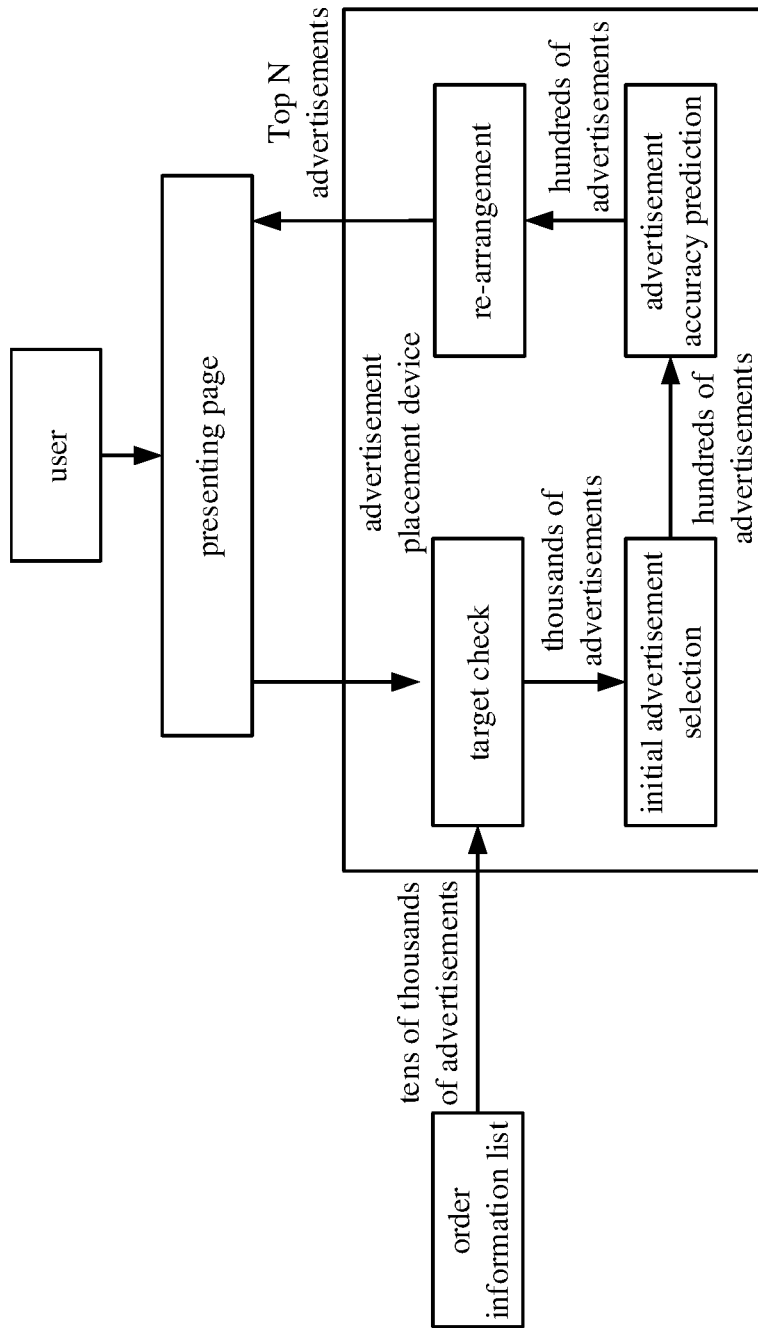 user
presenting page
Top N
advertisements
advertisement
placement device
order
information list
tens of thousands
of advertisements
target check
thousands of
advertisements
initial advertisement
selection
hundreds of
advertisements
advertisement
accuracy prediction
hundreds of
advertisements
re-arrangement